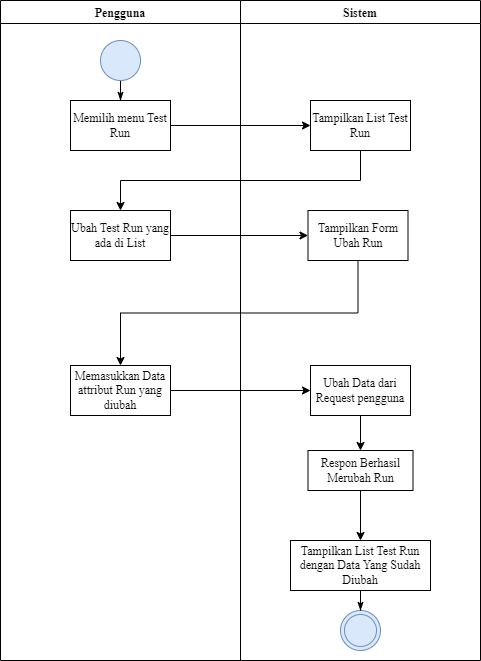 Pengguna
Sistem
Memilih menu Test
Run
Tampilkan List Test
Run
Ubah Test Run yang
ada di List
Tampilkan Form
Ubah Run
Memasukkan Data
attribut Run yang
diubah
Ubah Data dari
Request pengguna
Respon Berhasil
Merubah Run
Tampilkan List Test Run
dengan Data Yang Sudah
Diubah